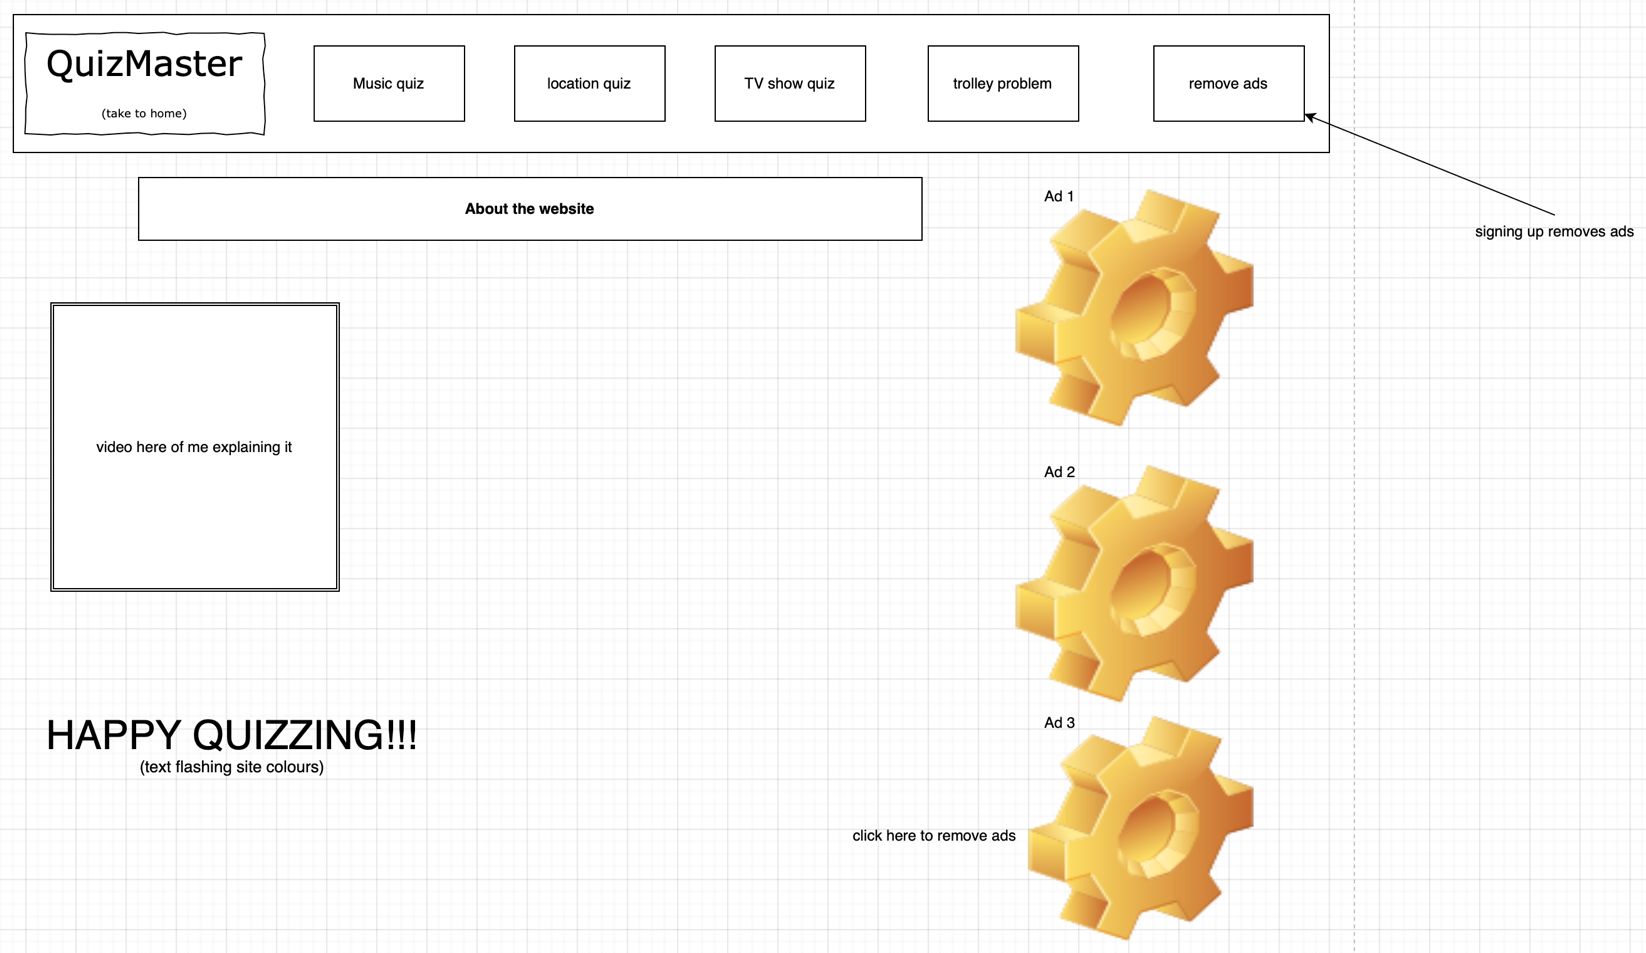 QuizMaster
(take to home)
Music quiz
location quiz
TV show quiz
trolley problem
remove ads
signing up removes ads
About the website
Ad 1
video here of me explaining it
Ad 2
HAPPY QUIZZING!!!
(text flashing site colours)
Ad 3
click here to remove ads